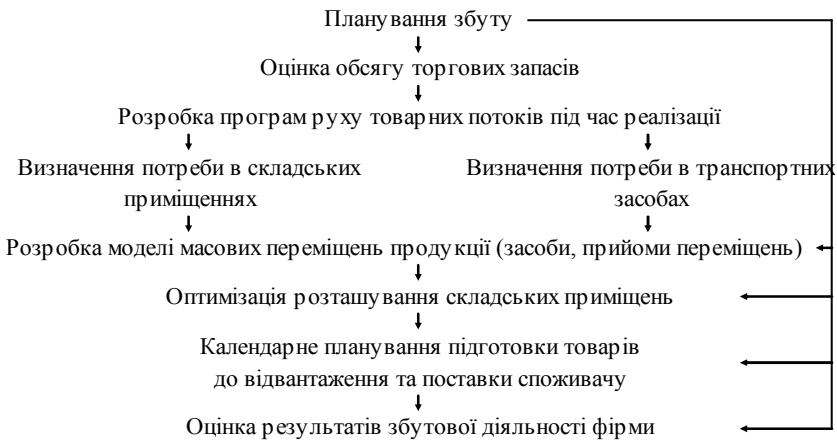 Планування збуту
Оцінка обсягу торгових запасів
Розробка програм руху товарних потоків під час реалізації
Визначення потреби в складських
приміщеннях
Визначення потреби в транспортних
засобах
Розробка моделі масових переміщень продукції (засоби, прийоми переміщень)
Оптимізація розташування складських приміщень
Календарне планування підготовки товарів
до відвантаження та поставки споживачу
Оцінка результатів збутової діяльності фірми